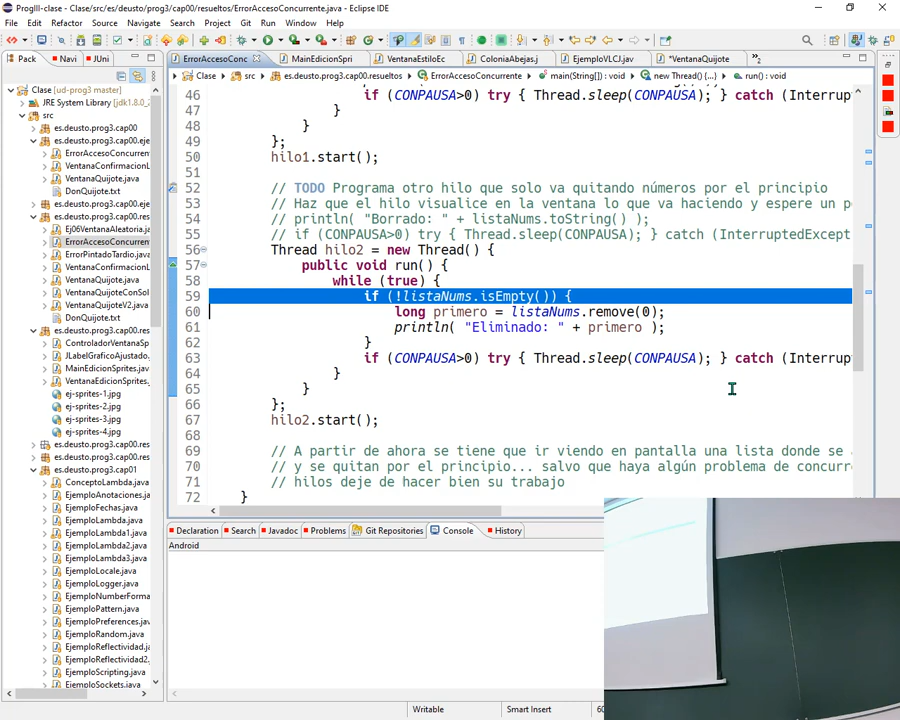 ProgIII-clase - Clase/src/es/deusto/prog3/cap00/resueltos/ErrorAccesoConcurrente.java - Eclipse IDE
File Edit Refactor Source Navigate Search Project Git Run Window Help
Pack Navi JUni
ErrorAccesoConc MainEdicionSpri VentanaEstiloEc ColoniaAbejas.j EjemploVLCJ.jav *VentanaQuijote »2
Clase src es.deusto.prog3.cap00.resueltos ErrorAccesoConcurrente main(String[]) : void new Thread() {...} run() : void
Clase [ud-prog3 master]
JRE System Library [jdk1.8.0_
src
es.deusto.prog3.cap00
es.deusto.prog3.cap00.eje
ErrorAccesoConcurrent
VentanaConfirmacionL
VentanaQuijote.java
DonQuijote.txt
es.deusto.prog3.cap00.eje
es.deusto.prog3.cap00.res
Ej06VentanaAleatoria.ja
ErrorAccesoConcurrent
ErrorPintadoTardio.java
VentanaConfirmacionL
VentanaQuijote.java
VentanaQuijoteConSol
VentanaQuijoteV2.java
DonQuijote.txt
es.deusto.prog3.cap00.res
ControladorVentanaSp
JLabelGraficoAjustado.
MainEdicionSprites.jav
VentanaEdicionSprites.
ej-sprites-1.jpg
ej-sprites-2.jpg
ej-sprites-3.jpg
ej-sprites-4.jpg
es.deusto.prog3.cap00.res
es.deusto.prog3.cap01
ConceptoLambda.java
EjemploAnotaciones.ja
EjemploFechas.java
EjemploLambda.java
EjemploLambda1.java
EjemploLambda2.java
EjemploLambda3.java
EjemploLocale.java
EjemploLogger.java
EjemploNumberForma
EjemploPattern.java
EjemploPreferences.java
EjemploRandom.java
EjemploReflectividad.ja
EjemploReflectividad2.
EjemploScripting.java
EjemploSockets.java
46 if (CONPAUSA>0) try { Thread.sleep(CONPAUSA); } catch (Interrupt
47 }
48 }
49 };
50 hilo1.start();
51
52 // TODO Programa otro hilo que solo va quitando números por el principio
53 // Haz que el hilo visualice en la ventana lo que va haciendo y espere un p
54 // println( "Borrado: " + listaNums.toString() );
55 // if (CONPAUSA>0) try { Thread.sleep(CONPAUSA); } catch (InterruptedExcept
56 Thread hilo2 = new Thread() {
57 public void run() {
58 while (true) {
59 if (!listaNums.isEmpty()) {
60 long primero = listaNums.remove(0);
61 println( "Eliminado: " + primero );
62 }
63 if (CONPAUSA>0) try { Thread.sleep(CONPAUSA); } catch (Interrupt
64 }
65 }
66 };
67 hilo2.start();
68
69 // A partir de ahora se tiene que ir viendo en pantalla una lista donde se
70 // y se quitan por el principio... salvo que haya algún problema de concurr
71 // hilos deje de hacer bien su trabajo
72 }
Declaration Search Javadoc Problems Git Repositories Console History
Android
Writable Smart Insert